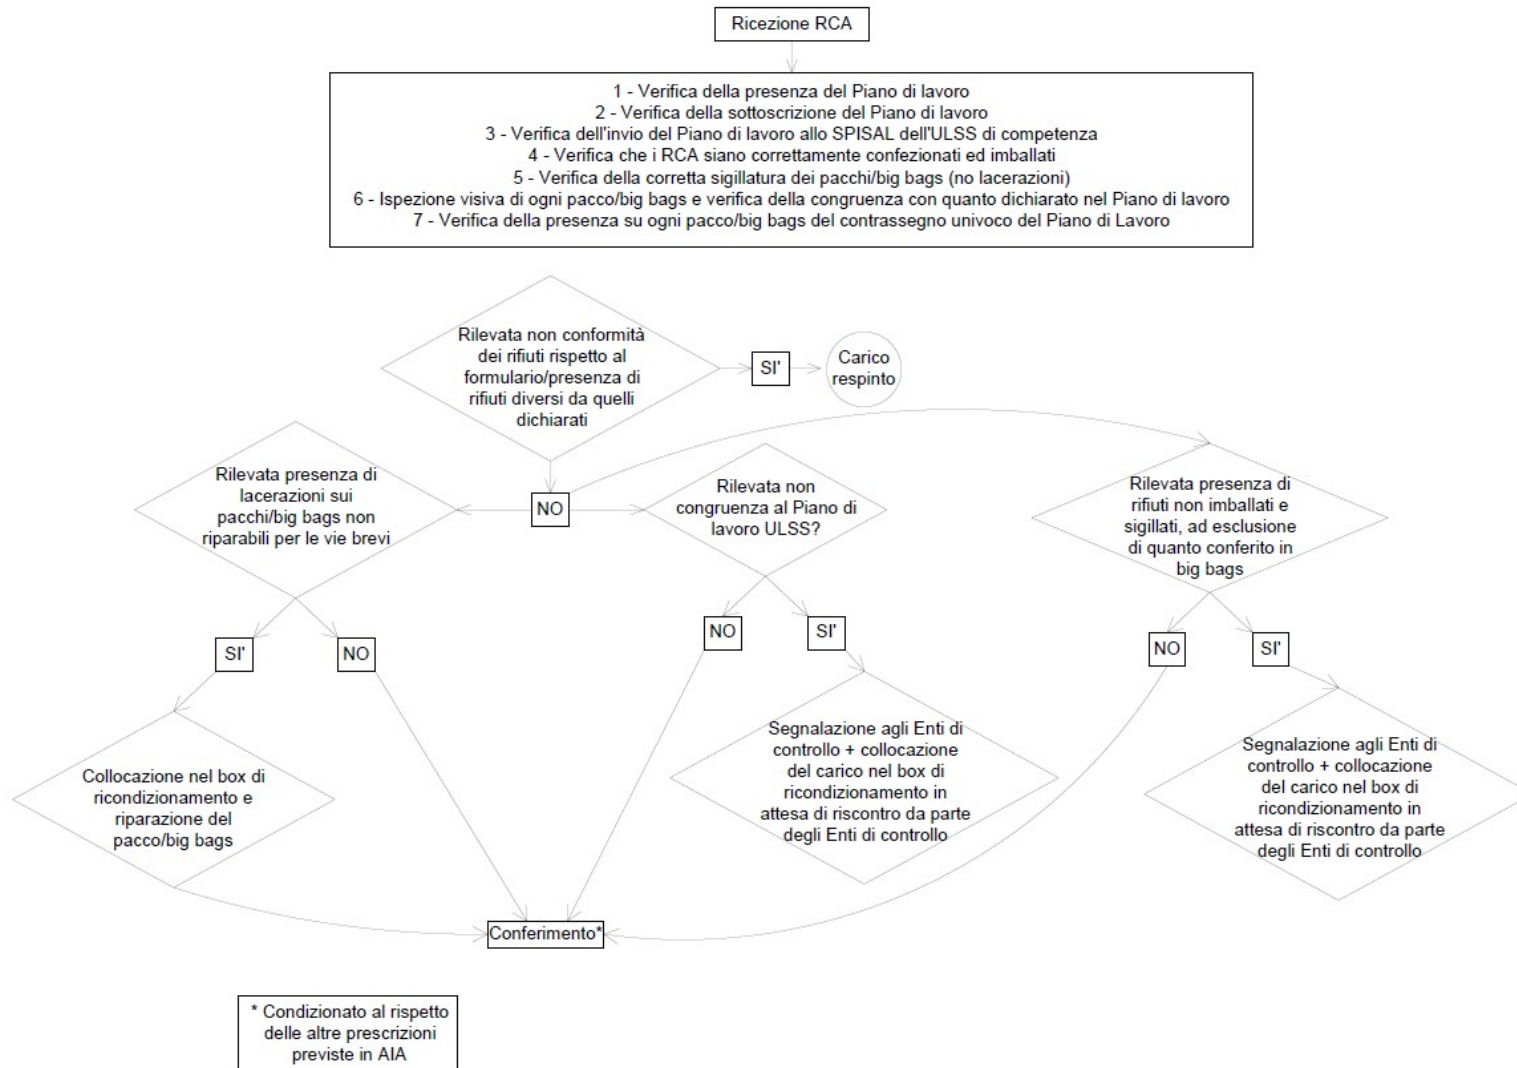 Ricezione RCA
1 - Verifica della presenza del Piano di lavoro
2 - Verifica della sottoscrizione del Piano di lavoro
3 - Verifica dell'invio del Piano di lavoro allo SPISAL dell'ULSS di competenza
4 - Verifica che i RCA siano correttamente confezionati ed imballati
5 - Verifica della corretta sigillatura dei pacchi/big bags (no lacerazioni)
6 - Ispezione visiva di ogni pacco/big bags e verifica della congruenza con quanto dichiarato nel Piano di lavoro
7 - Verifica della presenza su ogni pacco/big bags del contrassegno univoco del Piano di Lavoro
Rilevata non conformità
dei rifiuti rispetto al
formulario/presenza di
rifiuti diversi da quelli
dichiarati
SI'
Carico
respinto
NO
Rilevata presenza di
lacerazioni sui
pacchi/big bags non
riparabili per le vie brevi
Rilevata non
congruenza al Piano di
lavoro ULSS?
Rilevata presenza di
rifiuti non imballati e
sigillati, ad esclusione
di quanto conferito in
big bags
SI'
NO
NO
SI'
NO
SI'
Collocazione nel box di
ricondizionamento e
riparazione del
pacco/big bags
Segnalazione agli Enti di
controllo + collocazione
del carico nel box di
ricondizionamento in
attesa di riscontro da parte
degli Enti di controllo
Segnalazione agli Enti di
controllo + collocazione
del carico nel box di
ricondizionamento in
attesa di riscontro da parte
degli Enti di controllo
Conferimento*
* Condizionato al rispetto
delle altre prescrizioni
previste in AIA